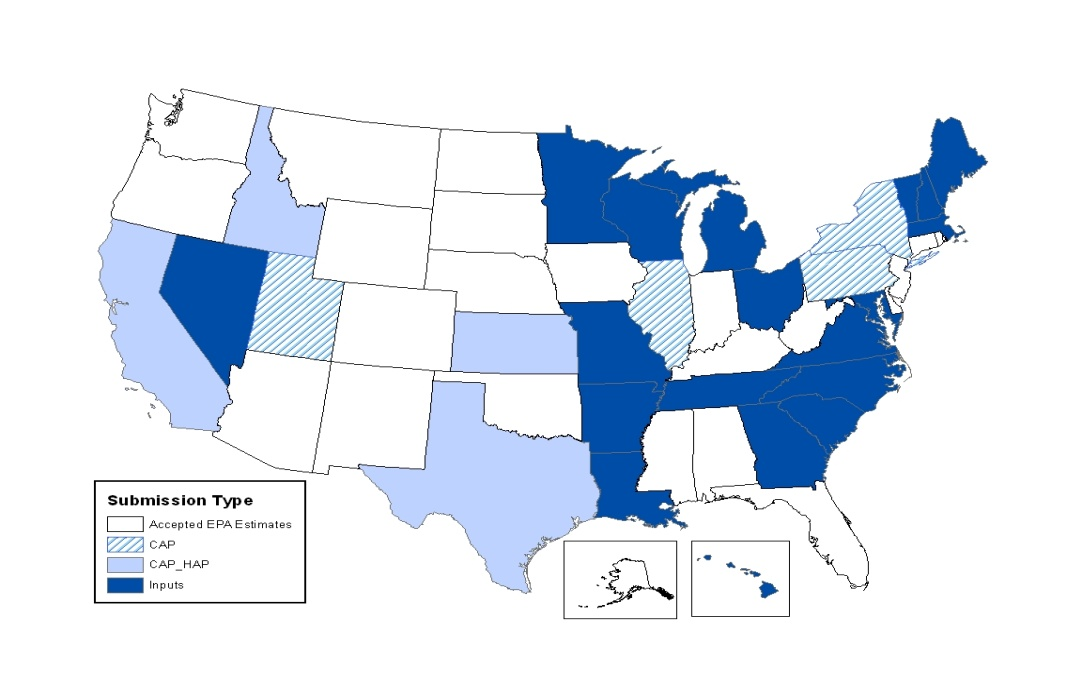 Submission Type
Accepted EPA Estimates
CAP
CAP_HAP
Inputs